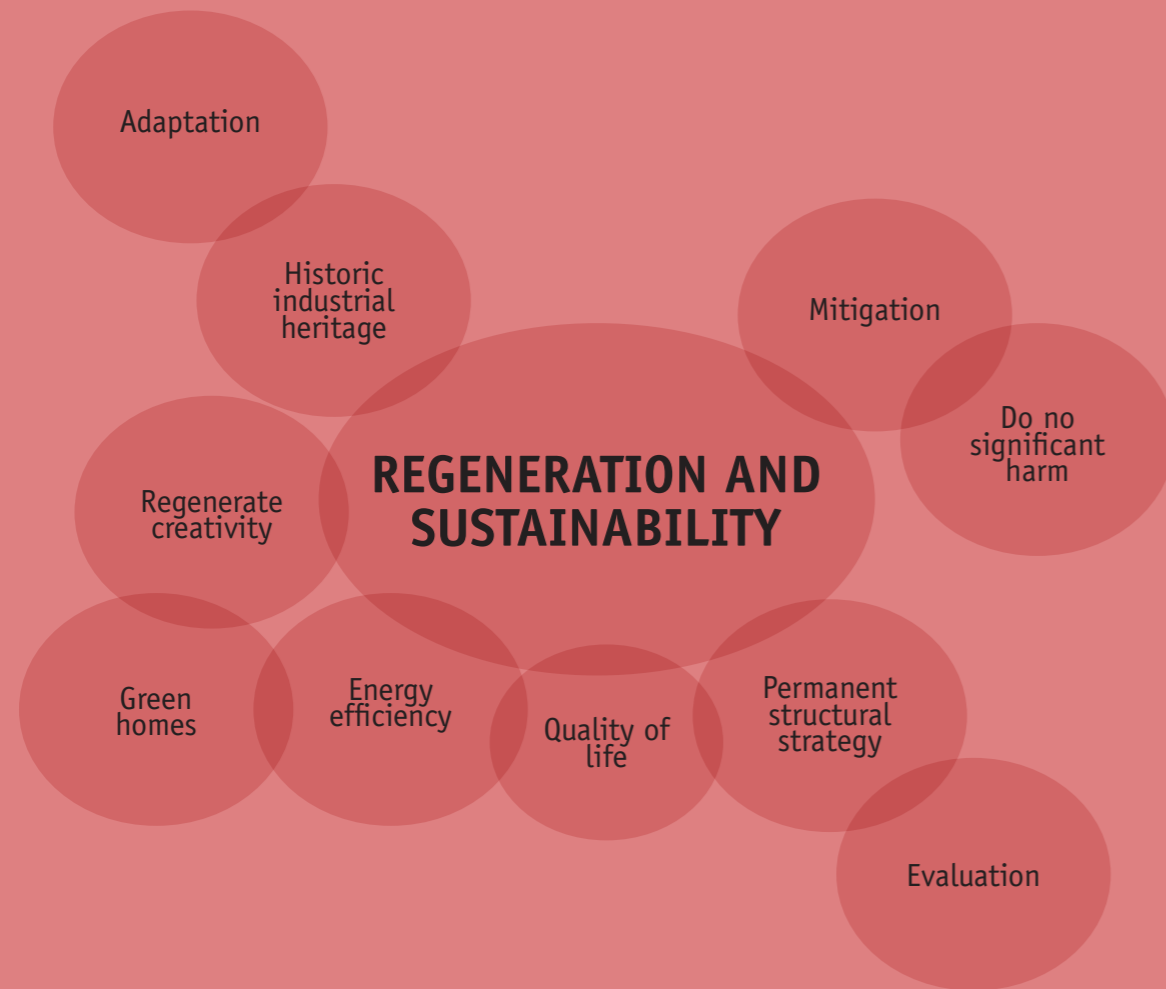 Adaptation
Historic
industrial
heritage
Mitigation
Do no
significant
harm
REGENERATION AND
SUSTAINABILITY
Regenerate
creativity
Green
homes
Energy
efficiency
Quality of
life
Permanent
structural
strategy
Evaluation